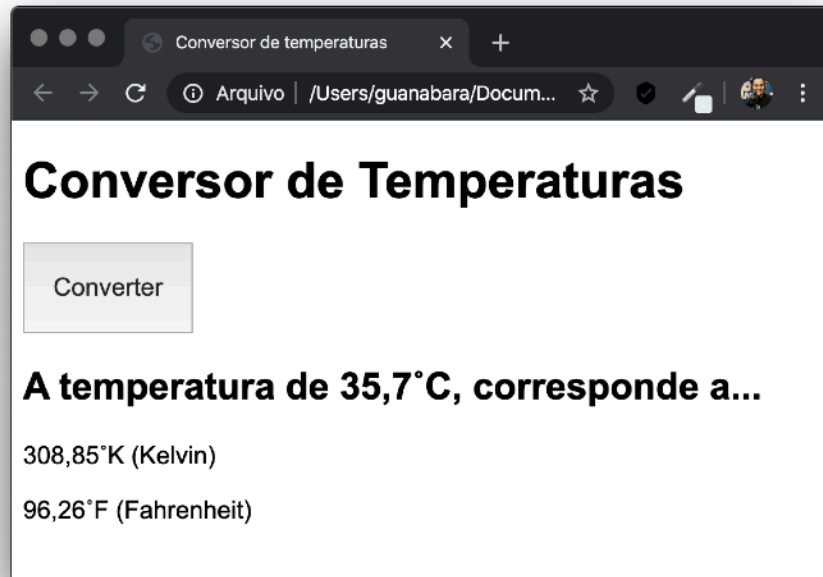 Conversor de temperaturas
Arquivo | /Users/guanabara/Docum...
Conversor de Temperaturas
Converter
A temperatura de 35,7°C, corresponde a...
308,85°K (Kelvin)
96,26°F (Fahrenheit)